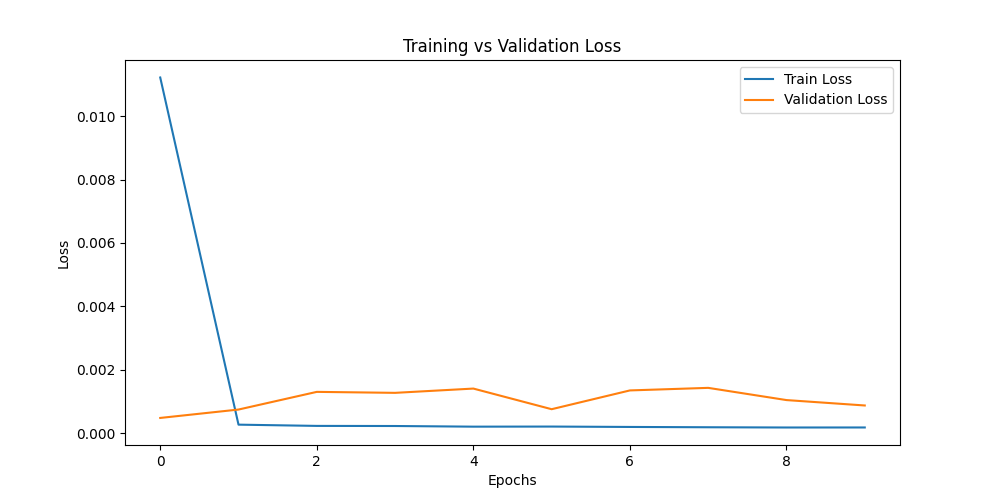 Training vs Validation Loss
Train Loss
Validation Loss
0.010
0.008
0.006
0.004
0.002
0.000
Loss
0 2 4 6 8
Epochs